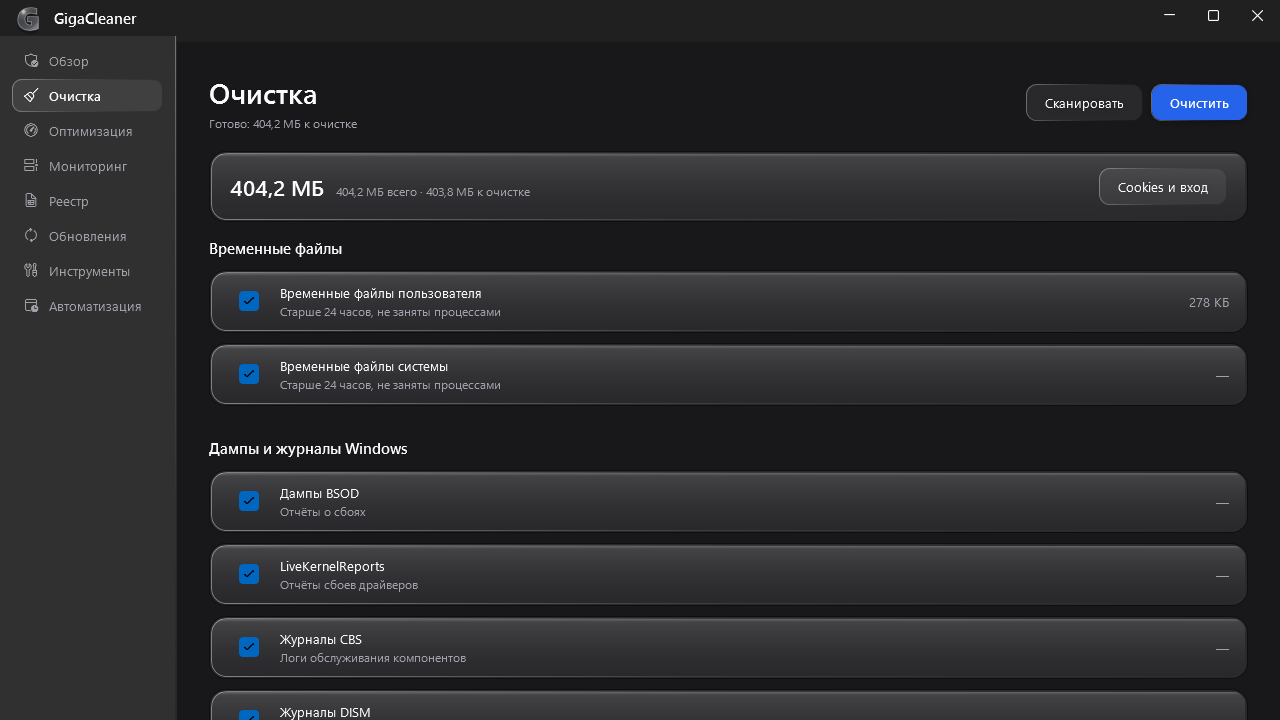 GigaCleaner
Обзор
Очистка
Оптимизация
Мониторинг
Реестр
Обновления
Инструменты
Автоматизация
Очистка
Готово: 404,2 МБ к очистке
Сканировать
Очистить
404,2 МБ 404,2 МБ всего · 403,8 МБ к очистке
Cookies и вход
Временные файлы
Временные файлы пользователя
Старше 24 часов, не заняты процессами
278 КБ
Временные файлы системы
Старше 24 часов, не заняты процессами
—
Дампы и журналы Windows
Дампы BSOD
Отчёты о сбоях
—
LiveKernelReports
Отчёты сбоев драйверов
—
Журналы CBS
Логи обслуживания компонентов
—
Журналы DISM